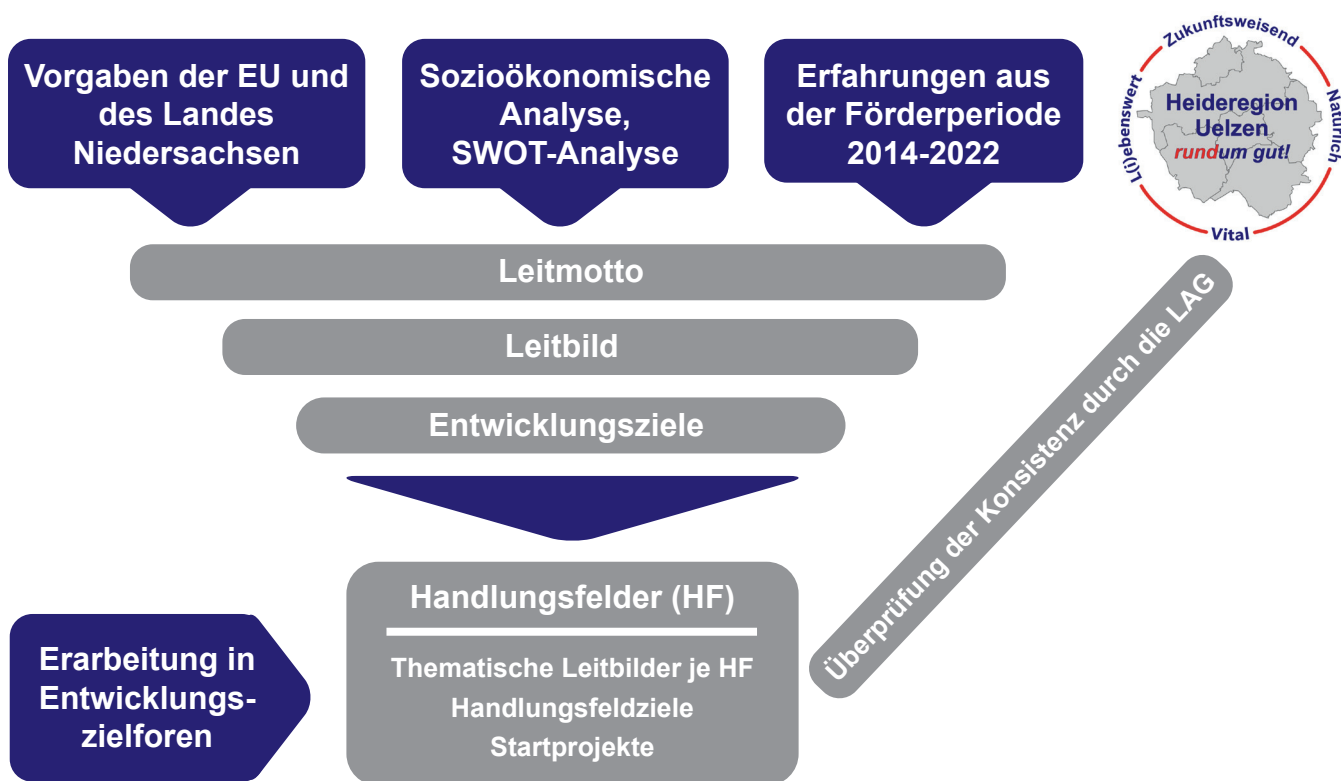 Vorgaben der EU und
des Landes
Niedersachsen
Sozioökonomische
Analyse,
SWOT-Analyse
Erfahrungen aus
der Förderperiode
2014-2022
Zukunftsweisend
L(i)ebenswert
Natürlich
Heideregion
Uelzen
rundum gut!
Vital
Leitmotto
Leitbild
Entwicklungsziele
Überprüfung der Konsistenz durch die LAG
Handlungsfelder (HF)
Thematische Leitbilder je HF
Handlungsfeldziele
Startprojekte
Erarbeitung in
Entwicklungs-
zielforen